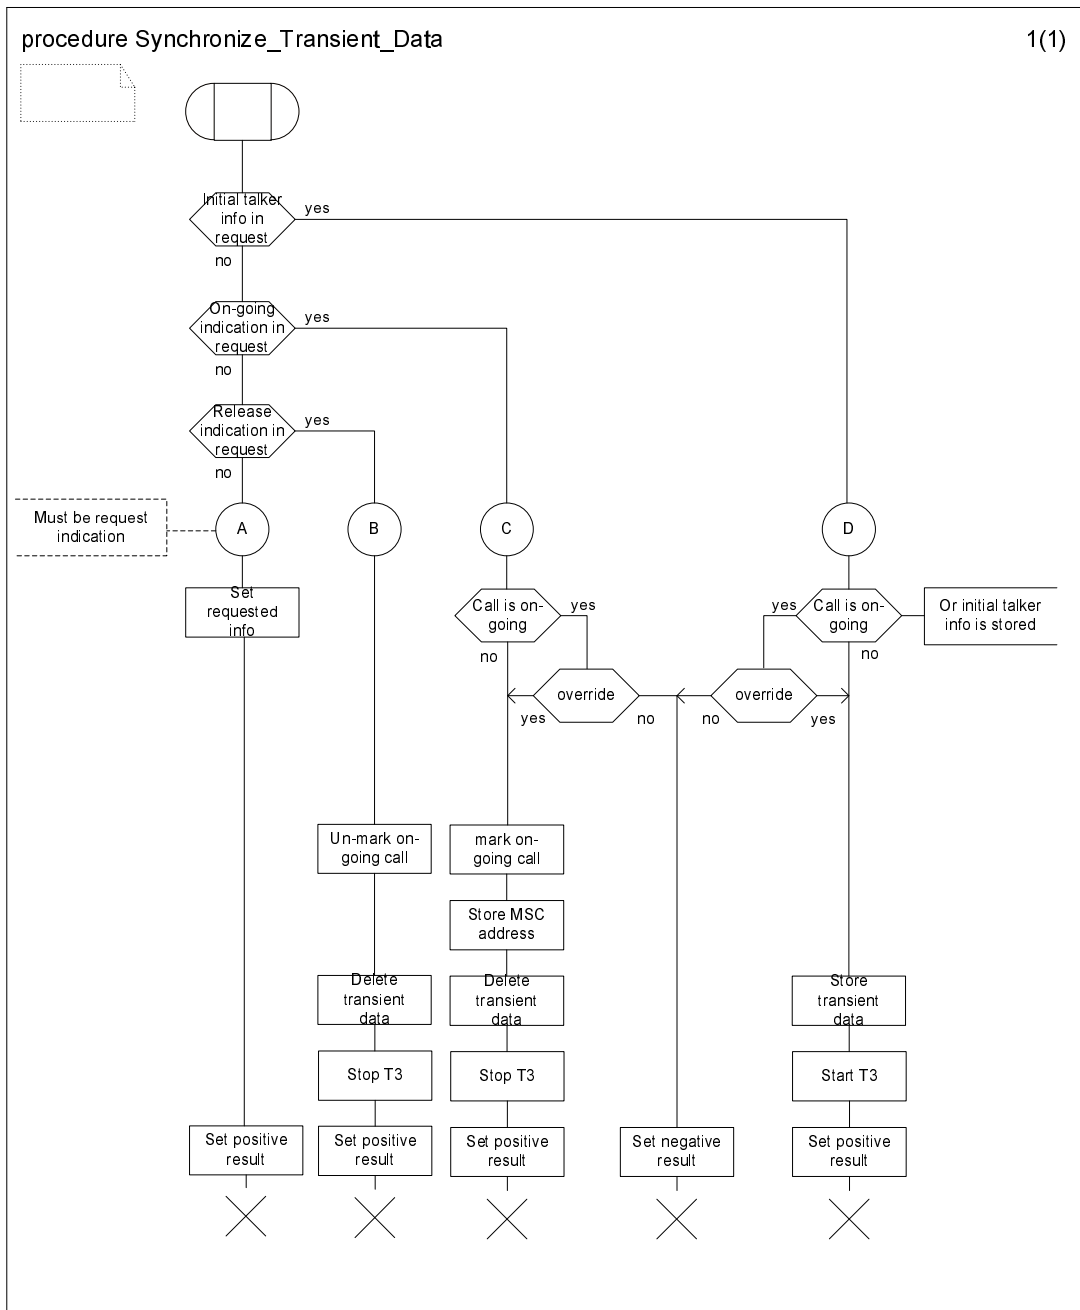 procedure Synchronize_Transient_Data
1(1)
Initial talker
info in
request
yes
no
On-going
indication in
request
yes
no
Release
indication in
request
yes
no
Must be request
indication
A
B
C
D
Set
requested
info
Call is on-
going
yes
no
yes
Call is on-
going
no
Or initial talker
info is stored
override
yes
no
override
no
yes
Un-mark on-
going call
mark on-
going call
Store MSC
address
Delete
transient
data
Delete
transient
data
Store
transient
data
Stop T3
Stop T3
Start T3
Set positive
result
Set positive
result
Set positive
result
Set negative
result
Set positive
result